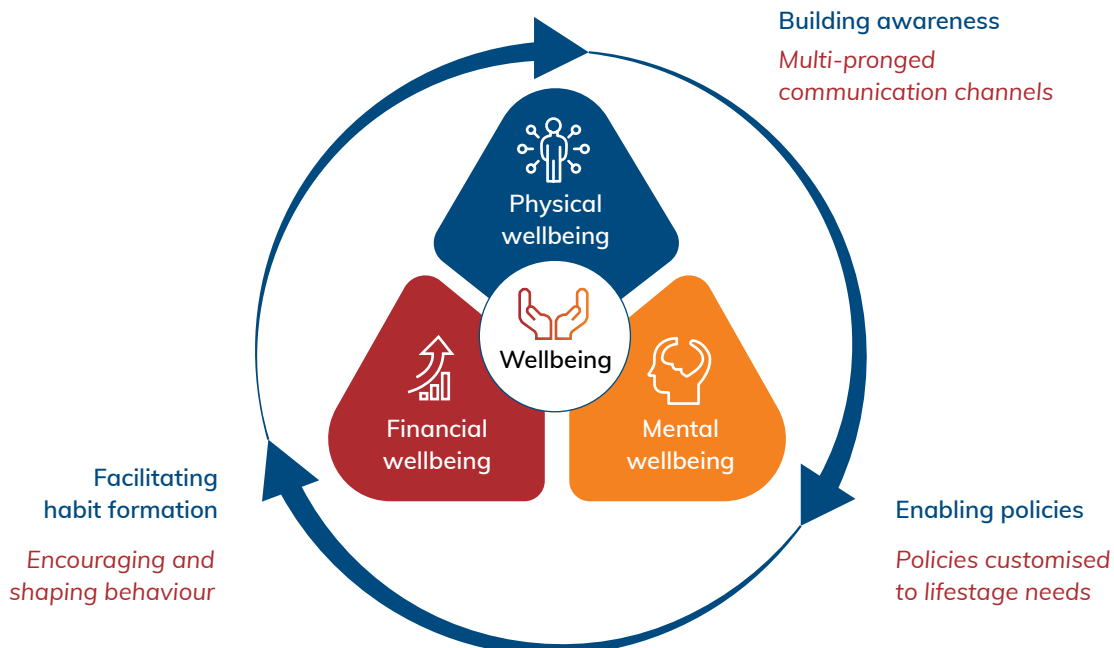 Building awareness
Multi-pronged
communication channels
Physical
wellbeing
Wellbeing
Financial
wellbeing
Mental
wellbeing
Facilitating
habit formation
Encouraging and
shaping behaviour
Enabling policies
Policies customised
to lifestage needs